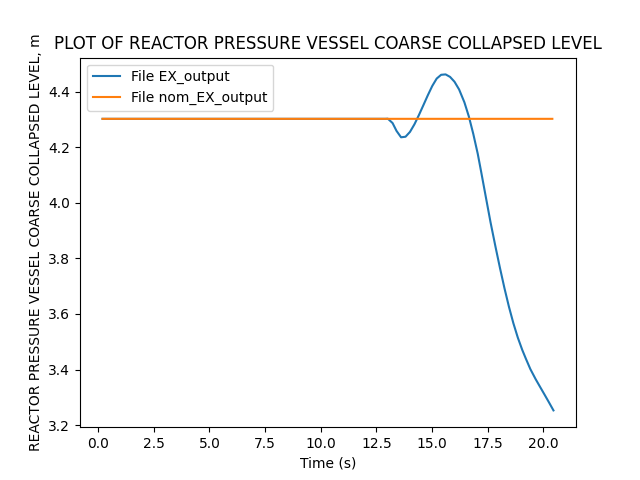 PLOT OF REACTOR PRESSURE VESSEL COARSE COLLAPSED LEVEL
REACTOR PRESSURE VESSEL COARSE COLLAPSED LEVEL, m
File EX_output
File nom_EX_output
4.4
4.2
4.0
3.8
3.6
3.4
3.2
0.0 2.5 5.0 7.5 10.0 12.5 15.0 17.5 20.0
Time (s)